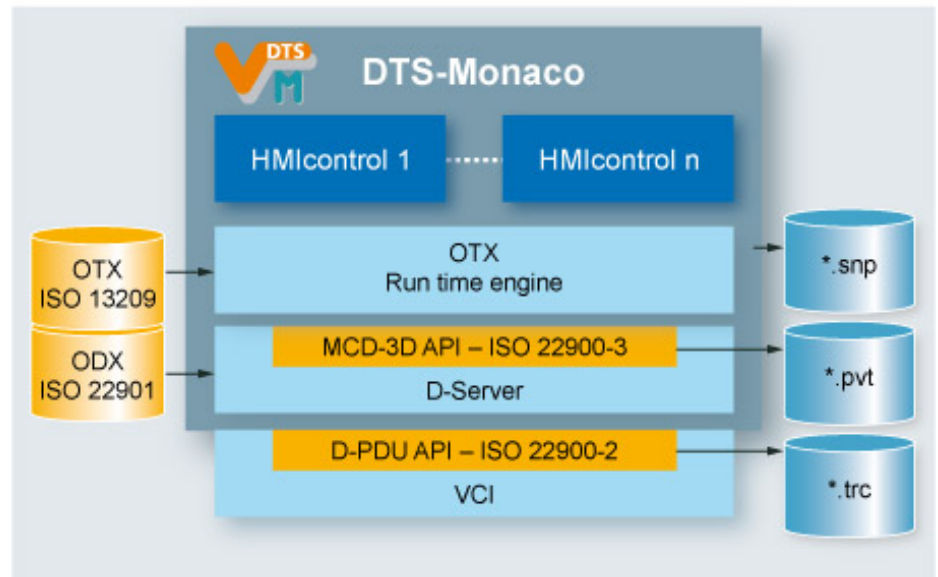 DTS
VM
DTS-Monaco
HMIcontrol 1
HMIcontrol n
OTX
ISO 13209
OTX
Run time engine
*.snp
ODX
ISO 22901
MCD-3D API – ISO 22900-3
D-Server
*.pvt
D-PDU API – ISO 22900-2
VCI
*.trc